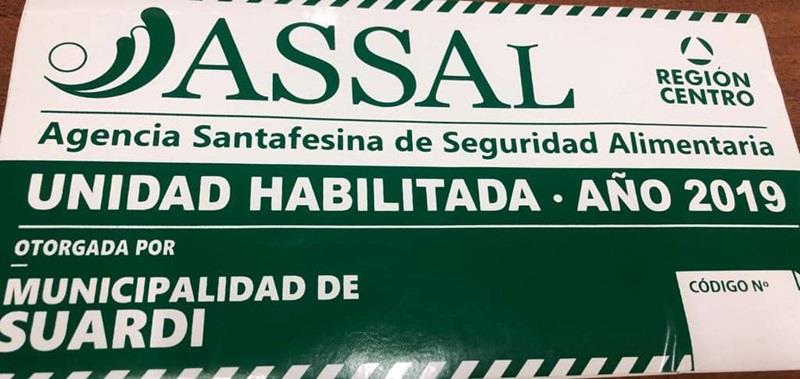 ASSAL
REGIÓN
CENTRO
Agencia Santafesina de Seguridad Alimentaria
UNIDAD HABILITADA · AÑO 2019
OTORGADA POR
MUNICIPALIDAD DE
SUARDI
CÓDIGO Nº